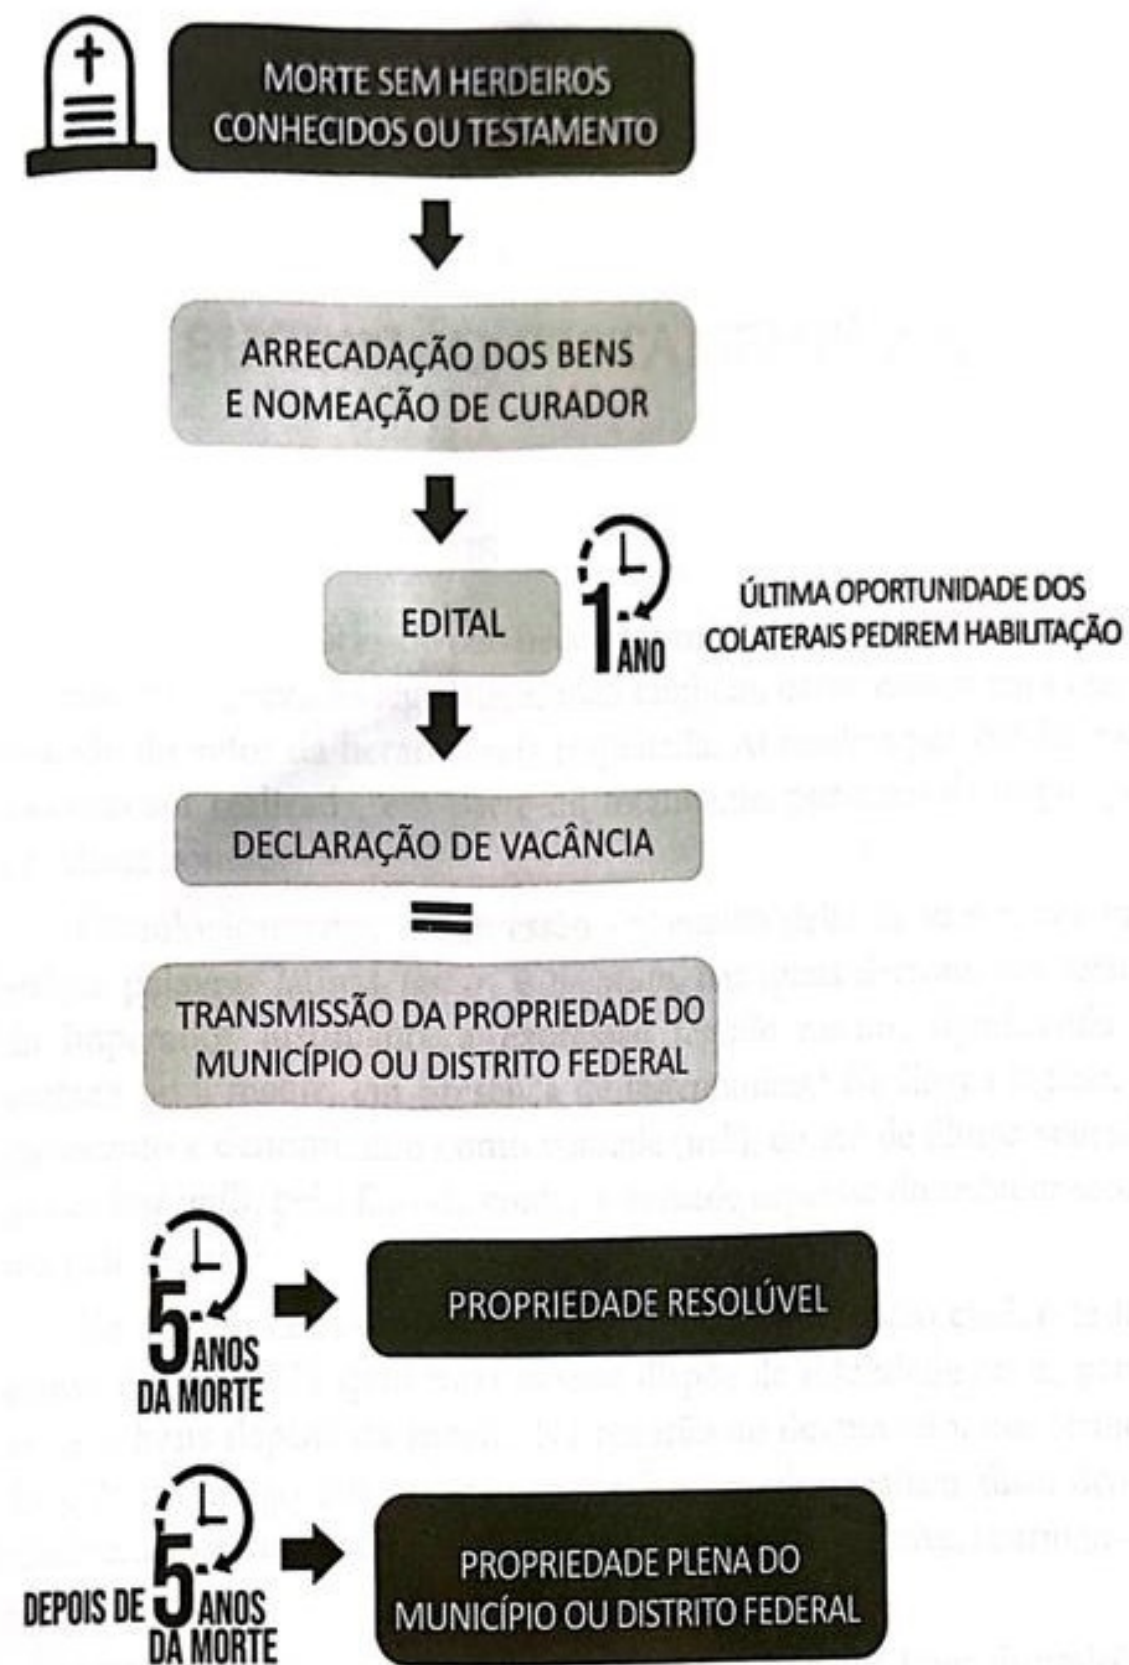 MORTE SEM HERDEIROS
CONHECIDOS OU TESTAMENTO
ARRECADAÇÃO DOS BENS
E NOMEAÇÃO DE CURADOR
EDITAL
1 ANO
ÚLTIMA OPORTUNIDADE DOS
COLATERAIS PEDIREM HABILITAÇÃO
DECLARAÇÃO DE VACÂNCIA
=
TRANSMISSÃO DA PROPRIEDADE DO
MUNICÍPIO OU DISTRITO FEDERAL
5 ANOS
DA MORTE
PROPRIEDADE RESOLÚVEL
DEPOIS DE 5 ANOS
DA MORTE
PROPRIEDADE PLENA DO
MUNICÍPIO OU DISTRITO FEDERAL